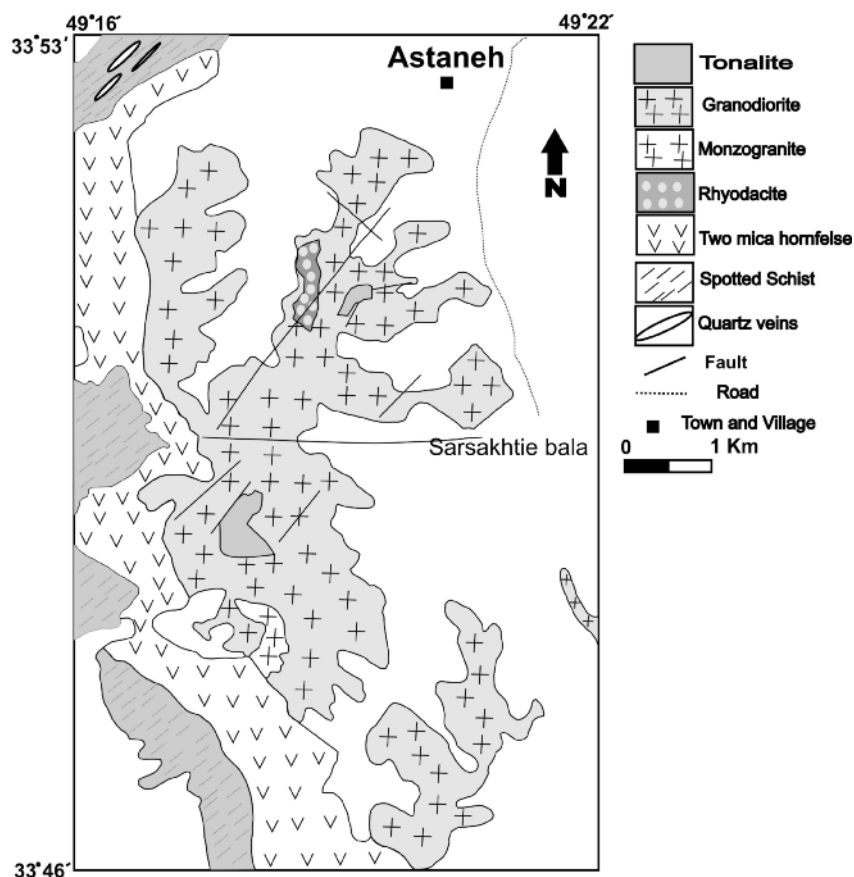 49°16'
49°22'
33°53'
Astaneh
N
Sarsakhtie bala
33°46'
Tonalite
Granodiorite
Monzogranite
Rhyodacite
Two mica hornfelse
Spotted Schist
Quartz veins
Fault
Road
Town and Village
0 1 Km